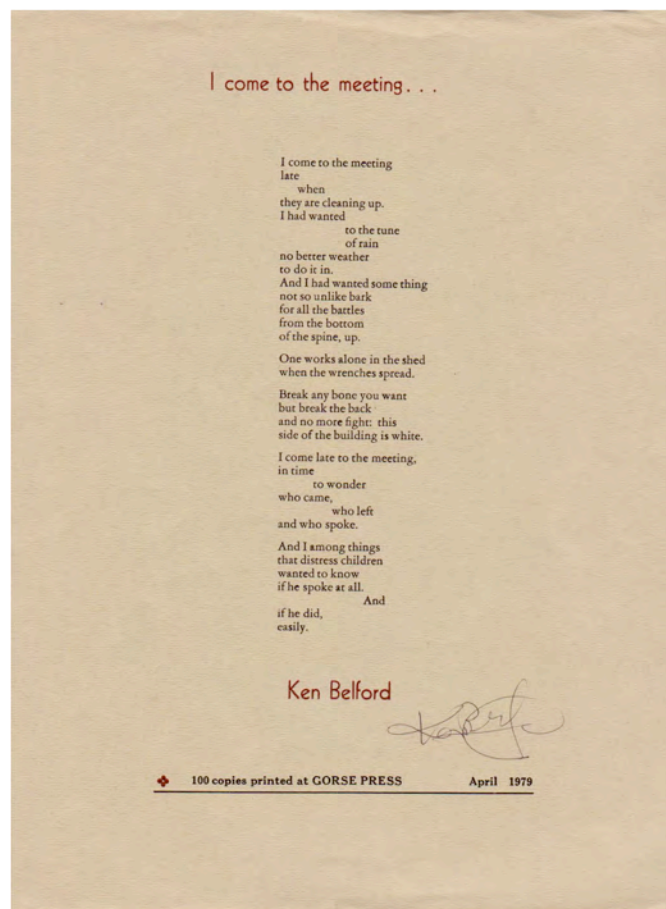 I come to the meeting. . .
I come to the meeting
late
when
they are cleaning up.
I had wanted
to the tune
of rain
no better weather
to do it in.
And I had wanted some thing
not so unlike bark
for all the battles
from the bottom
of the spine, up.
One works alone in the shed
when the wrenches spread.
Break any bone you want
but break the back
and no more fight: this
side of the building is white.
I come late to the meeting,
in time
to wonder
who came,
who left
and who spoke.
And I among things
that distress children
wanted to know
if he spoke at all.
And
if he did,
easily.
Ken Belford
100 copies printed at GORSE PRESS April 1979